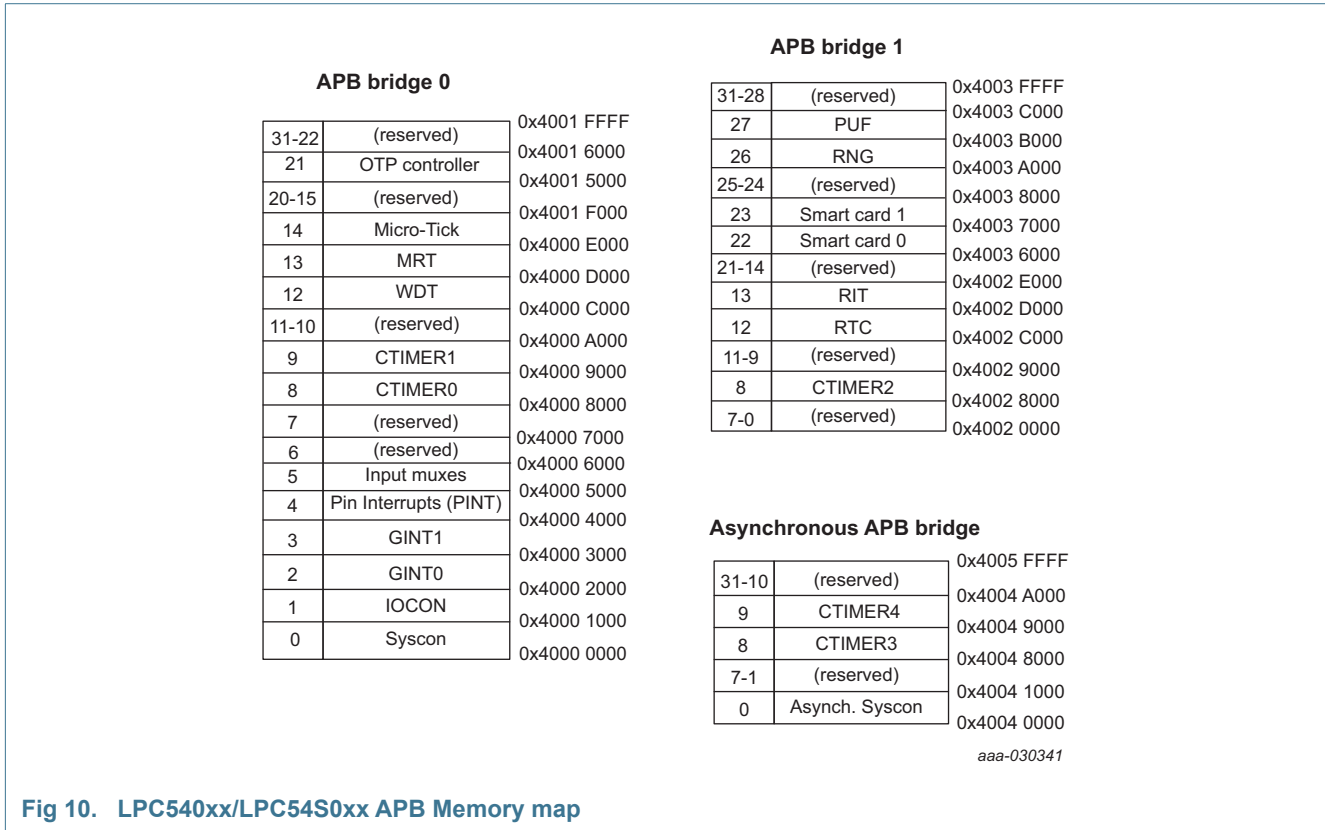 APB bridge 0
31-22 (reserved) 0x4001 FFFF
21 OTP controller 0x4001 6000
20-15 (reserved) 0x4001 5000
14 Micro-Tick 0x4001 F000
13 MRT 0x4000 E000
12 WDT 0x4000 D000
11-10 (reserved) 0x4000 C000
9 CTIMER1 0x4000 A000
8 CTIMER0 0x4000 9000
7 (reserved) 0x4000 8000
6 (reserved) 0x4000 7000
5 Input muxes 0x4000 6000
4 Pin Interrupts (PINT) 0x4000 5000
3 GINT1 0x4000 4000
2 GINT0 0x4000 3000
1 IOCON 0x4000 2000
0 Syscon 0x4000 1000
0x4000 0000
APB bridge 1
31-28 (reserved) 0x4003 FFFF
27 PUF 0x4003 C000
26 RNG 0x4003 B000
25-24 (reserved) 0x4003 A000
23 Smart card 1 0x4003 8000
22 Smart card 0 0x4003 7000
21-14 (reserved) 0x4003 6000
13 RIT 0x4002 E000
12 RTC 0x4002 D000
11-9 (reserved) 0x4002 C000
8 CTIMER2 0x4002 9000
7-0 (reserved) 0x4002 8000
0x4002 0000
Asynchronous APB bridge
31-10 (reserved) 0x4005 FFFF
9 CTIMER4 0x4004 A000
8 CTIMER3 0x4004 9000
7-1 (reserved) 0x4004 8000
0 Asynch. Syscon 0x4004 1000
0x4004 0000
aaa-030341
Fig 10. LPC540xx/LPC54S0xx APB Memory map